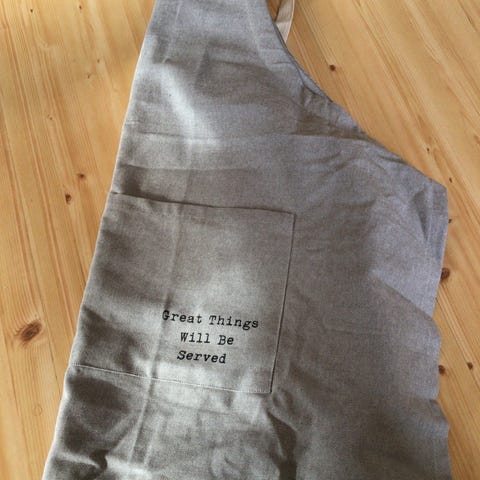 Great Things
Will Be
Served